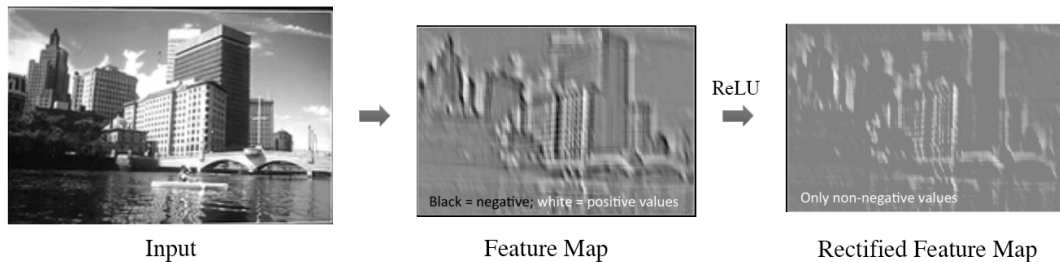 ReLU
Black = negative; white = positive values
Only non-negative values
Input
Feature Map
Rectified Feature Map